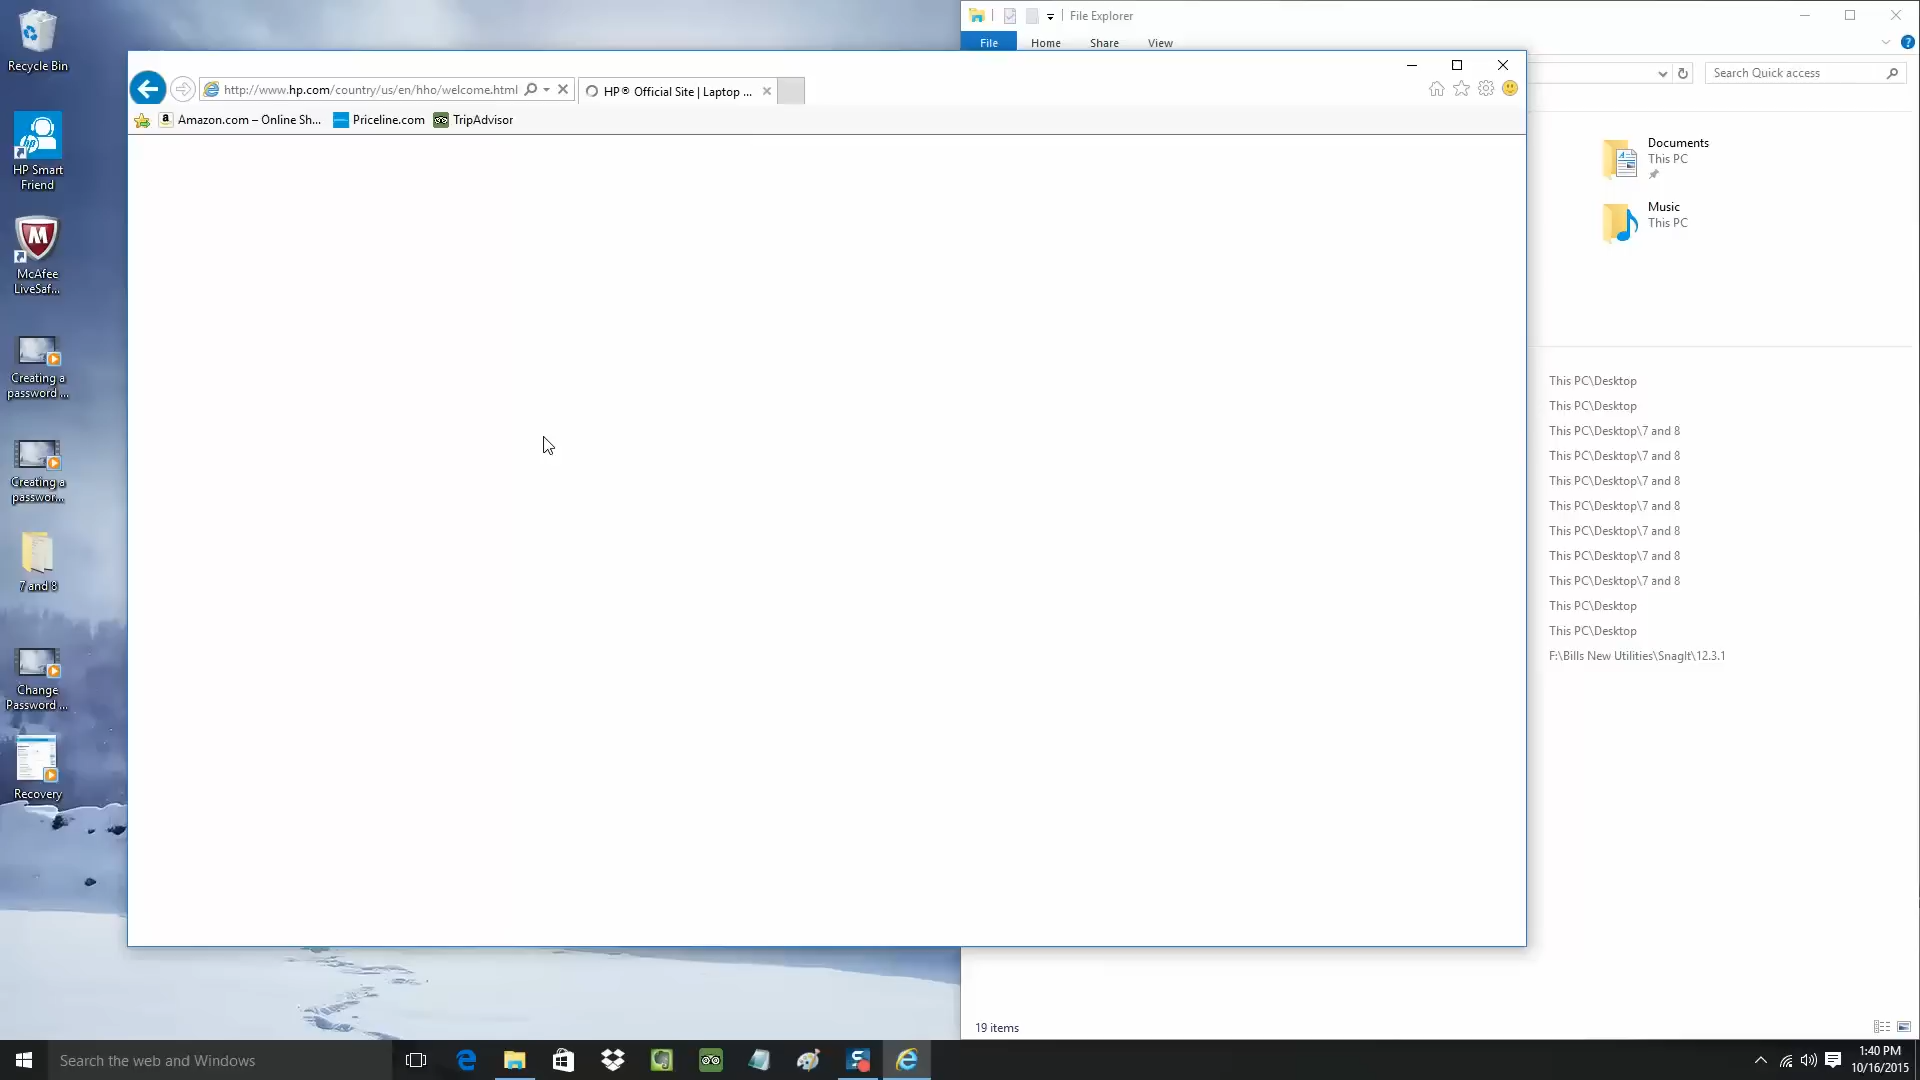 Recycle Bin
HP Smart
Friend
McAfee
LiveSaf...
Creating a
password ...
Creating a
passwor...
7 and 8
Change
Password ...
Recovery
File Explorer
File Home Share View
Search Quick access
http://www.hp.com/country/us/en/hho/welcome.html
HP® Official Site | Laptop ...
Amazon.com – Online Sh... Priceline.com TripAdvisor
Documents
This PC
Music
This PC
This PC\Desktop
This PC\Desktop
This PC\Desktop\7 and 8
This PC\Desktop\7 and 8
This PC\Desktop\7 and 8
This PC\Desktop\7 and 8
This PC\Desktop\7 and 8
This PC\Desktop\7 and 8
This PC\Desktop\7 and 8
This PC\Desktop
This PC\Desktop
F:\Bills New Utilities\SnagIt\12.3.1
19 items
Search the web and Windows
1:40 PM
10/16/2015